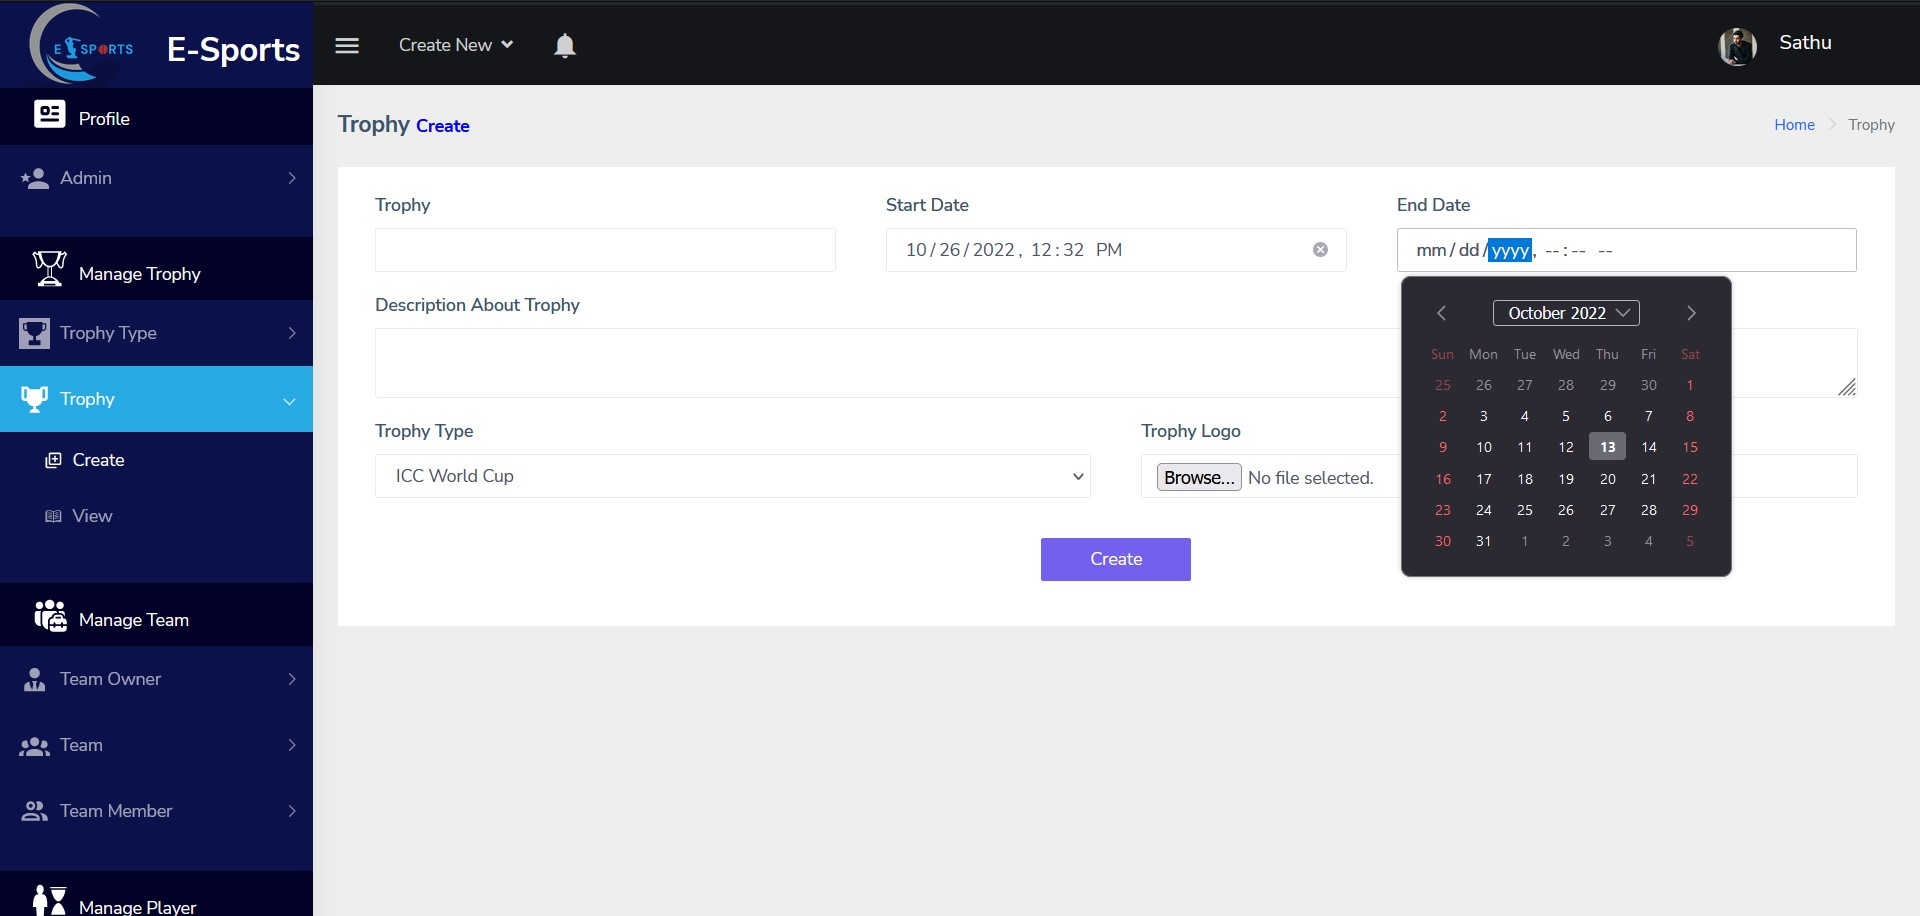 E SPORTS
E-Sports
Create New
Sathu
Profile
Admin
Manage Trophy
Trophy Type
Trophy
Create
View
Manage Team
Team Owner
Team
Team Member
Manage Player
Trophy Create
Home Trophy
Trophy Start Date End Date
10/26/2022, 12:32 PM mm/dd/yyyy, --:-- --
Description About Trophy
Trophy Type Trophy Logo
ICC World Cup Browse... No file selected.
Create
October 2022
Sun Mon Tue Wed Thu Fri Sat
25 26 27 28 29 30 1
2 3 4 5 6 7 8
9 10 11 12 13 14 15
16 17 18 19 20 21 22
23 24 25 26 27 28 29
30 31 1 2 3 4 5